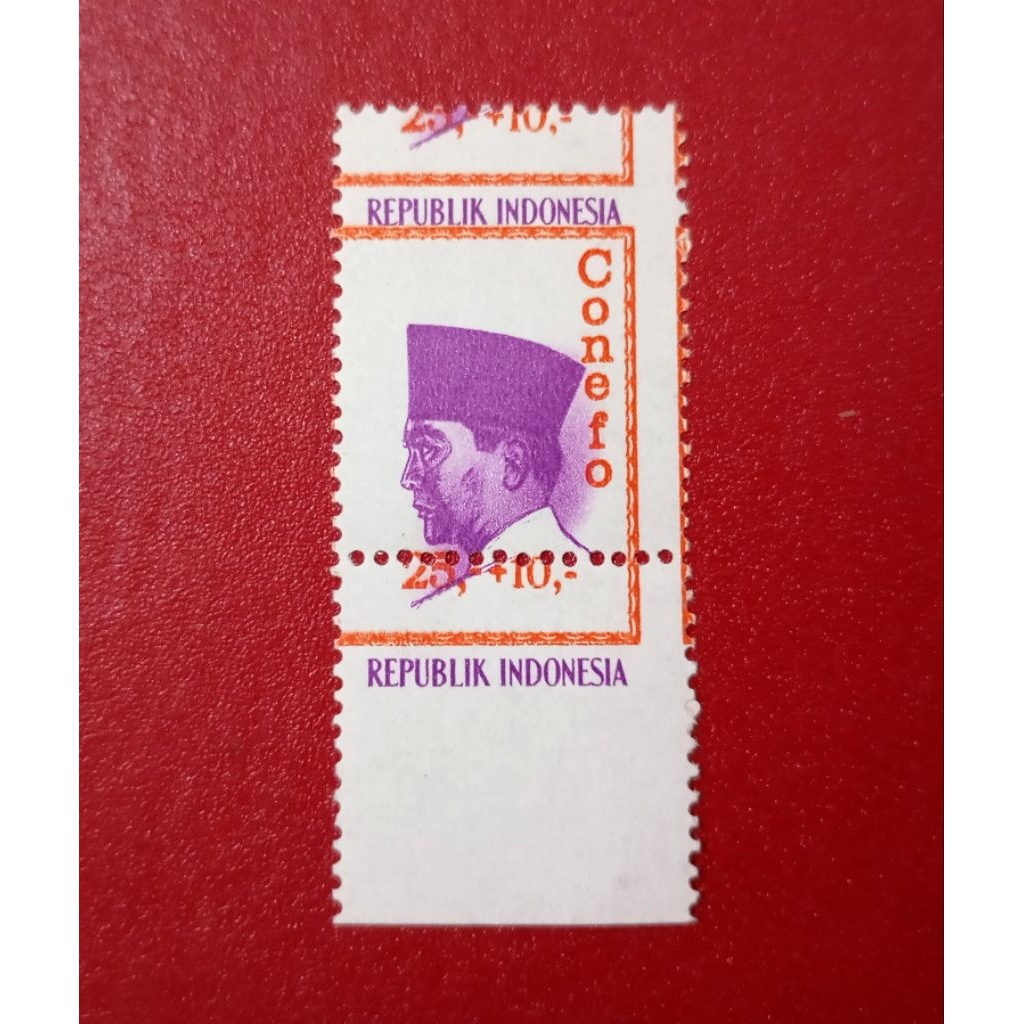 25,-+10,-
REPUBLIK INDONESIA
Conefo
25,-+10,-
REPUBLIK INDONESIA